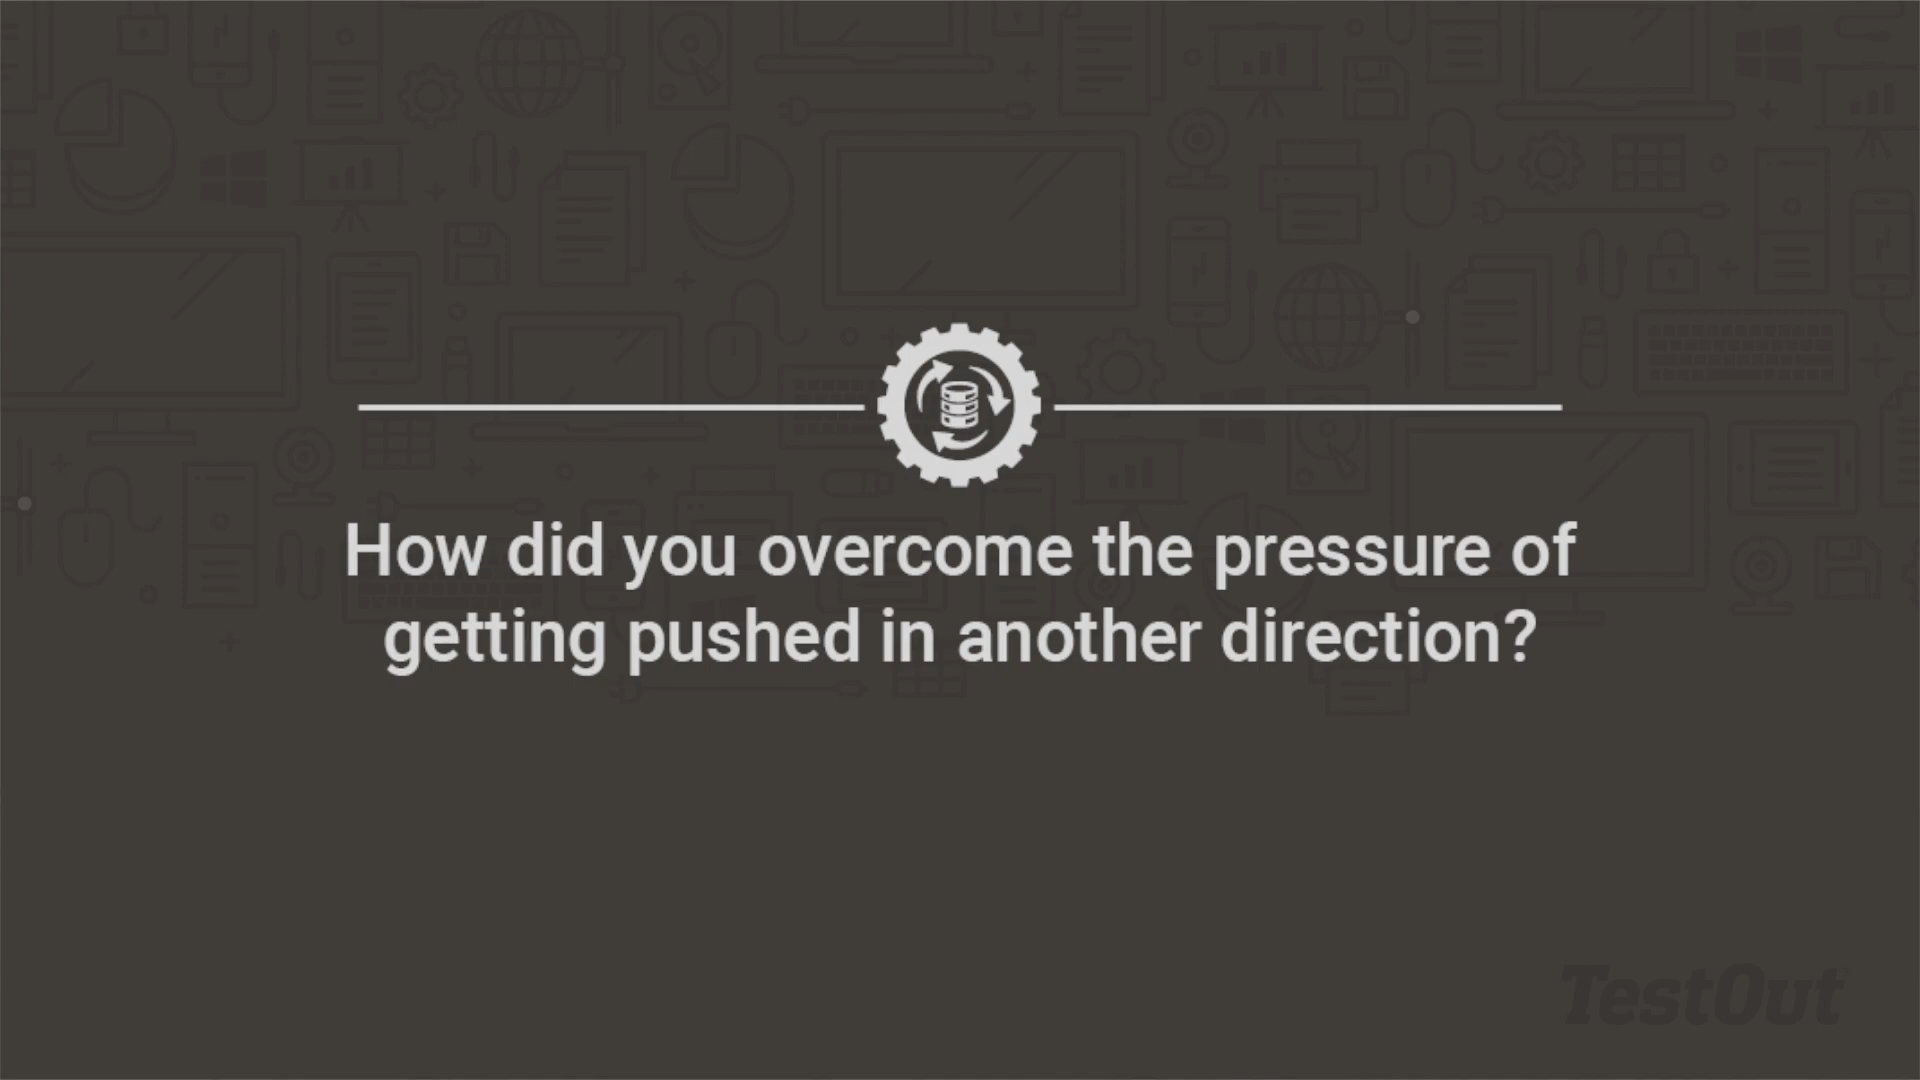 How did you overcome the pressure of
getting pushed in another direction?
TestOut